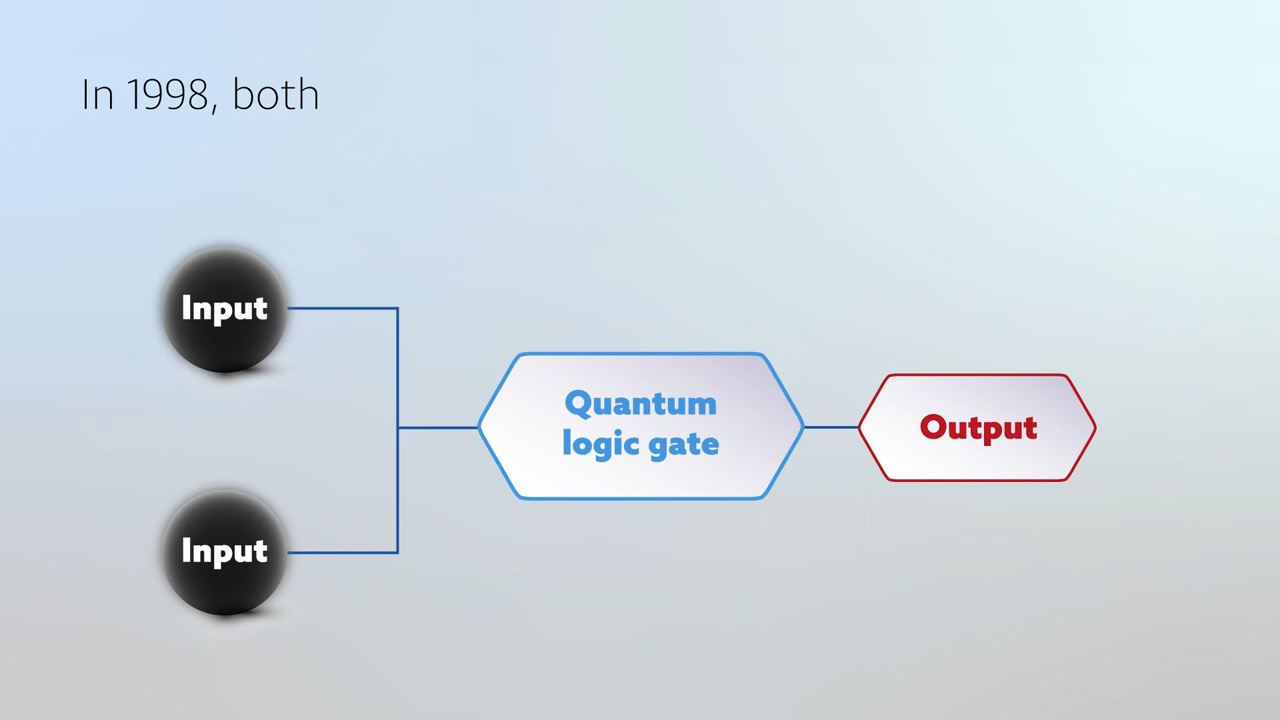 In 1998, both
Input
Quantum
logic gate
Output
Input